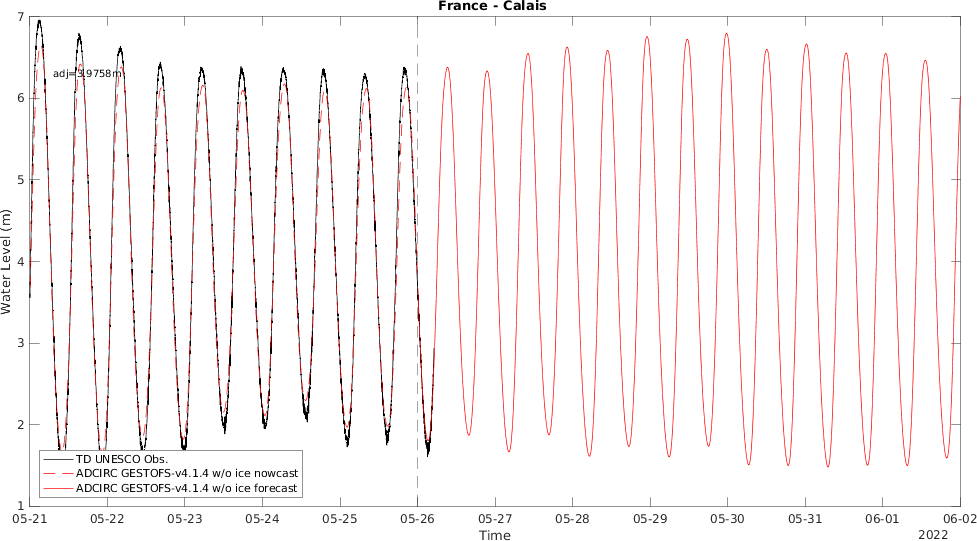 France - Calais
7
6
5
4
3
2
1
Water Level (m)
adj=3.9758m
TD UNESCO Obs.
ADCIRC GESTOFS-v4.1.4 w/o ice nowcast
ADCIRC GESTOFS-v4.1.4 w/o ice forecast
05-21 05-22 05-23 05-24 05-25 05-26 05-27 05-28 05-29 05-30 05-31 06-01 06-02
Time
2022